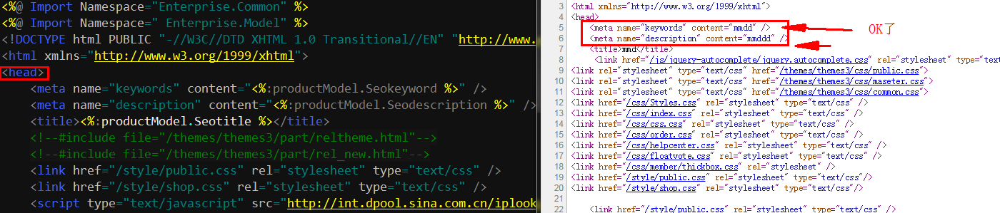 <%@ Import Namespace="Enterprise.Common" %>
<%@ Import Namespace=" Enterprise.Model" %>
<!DOCTYPE html PUBLIC "-//W3C//DTD XHTML 1.0 Transitional//EN" "http://www.
<html xmlns="http://www.w3.org/1999/xhtml">
<head>
<meta name="keywords" content="<%:productModel.Seokeyword %>" />
<meta name="description" content="<%:productModel.Seodescription %>" />
<title><%:productModel.Seotitle %></title>
<!--#include file="/themes/themes3/part/reltheme.html"-->
<!--#include file="/themes/themes3/part/rel_new.html"-->
<link href="/style/public.css" rel="stylesheet" type="text/css" />
<link href="/style/shop.css" rel="stylesheet" type="text/css" />
<script type="text/javascript" src="http://int.dpool.sina.com.cn/iplook
3 <html xmlns="http://www.w3.org/1999/xhtml">
4 <head>
5 <meta name="keywords" content="mmdd" />
OK了
6 <meta name="description" content="mmddd" />
7 <title>mmd</title>
8 <link href="/js/jquery-autocomplete/jquery.autocomplete.css" rel="stylesheet" type
9 <link rel="stylesheet" type="text/css" href="/themes/themes3/css/public.css">
10 <link rel="stylesheet" type="text/css" href="/themes/themes3/css/maseter.css">
11 <link rel="stylesheet" type="text/css" href="/themes/themes3/css/common.css">
12 <link href="/css/Styles.css" rel="stylesheet" type="text/css" />
13 <link href="/css/index.css" rel="stylesheet" type="text/css" />
14 <link href="/css/css.css" rel="stylesheet" type="text/css" />
15 <link href="/css/order.css" rel="stylesheet" type="text/css" />
16 <link href="/css/helpcenter.css" rel="stylesheet" type="text/css" />
17 <link href="/css/floatvote.css" rel="stylesheet" type="text/css" />
18 <link href="/css/member/thickbox.css" rel="stylesheet" type="text/css" />
19 <link href="/style/public.css" rel="stylesheet" type="text/css"/>
20 <link href="/style/shop.css" rel="stylesheet" type="text/css"/>
21
22 <link href="/style/public.css" rel="stylesheet" type="text/css" />